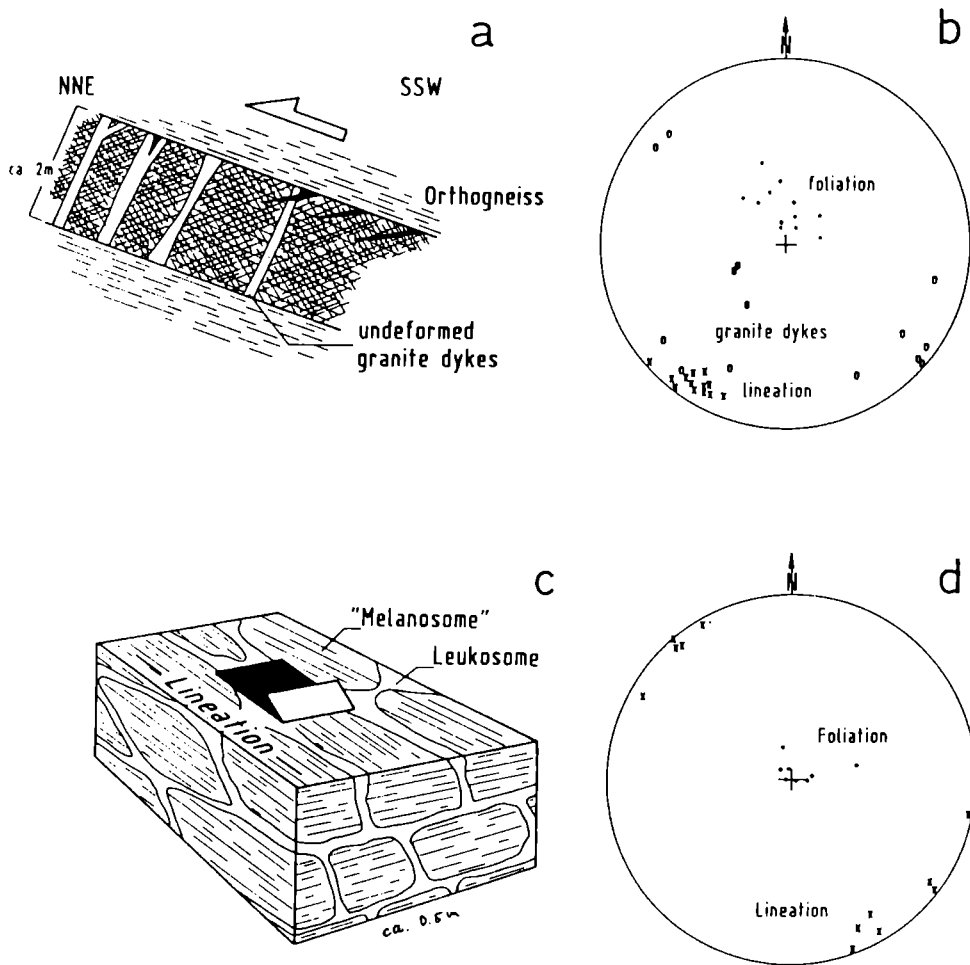 a
NNE
SSW
ca 2m
Orthogneiss
undeformed
granite dykes
b
N
foliation
granite dykes
lineation
c
"Melanosome"
Leukosome
Lineation
ca. 0.5m
d
N
Foliation
Lineation